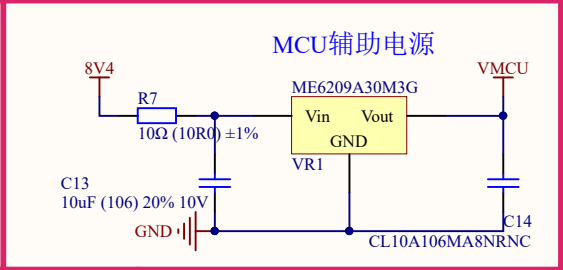 MCU辅助电源
8V4
VMCU
R7
ME6209A30M3G
Vin
Vout
10Ω (10R0) ±1%
GND
VR1
C13
10uF (106) 20% 10V
C14
GND
CL10A106MA8NRNC